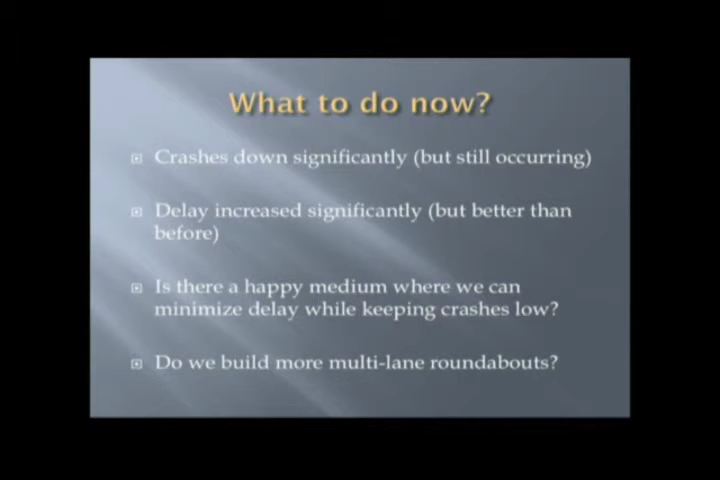 What to do now?
Crashes down significantly (but still occurring)
Delay increased significantly (but better than
before)
Is there a happy medium where we can
minimize delay while keeping crashes low?
Do we build more multi-lane roundabouts?